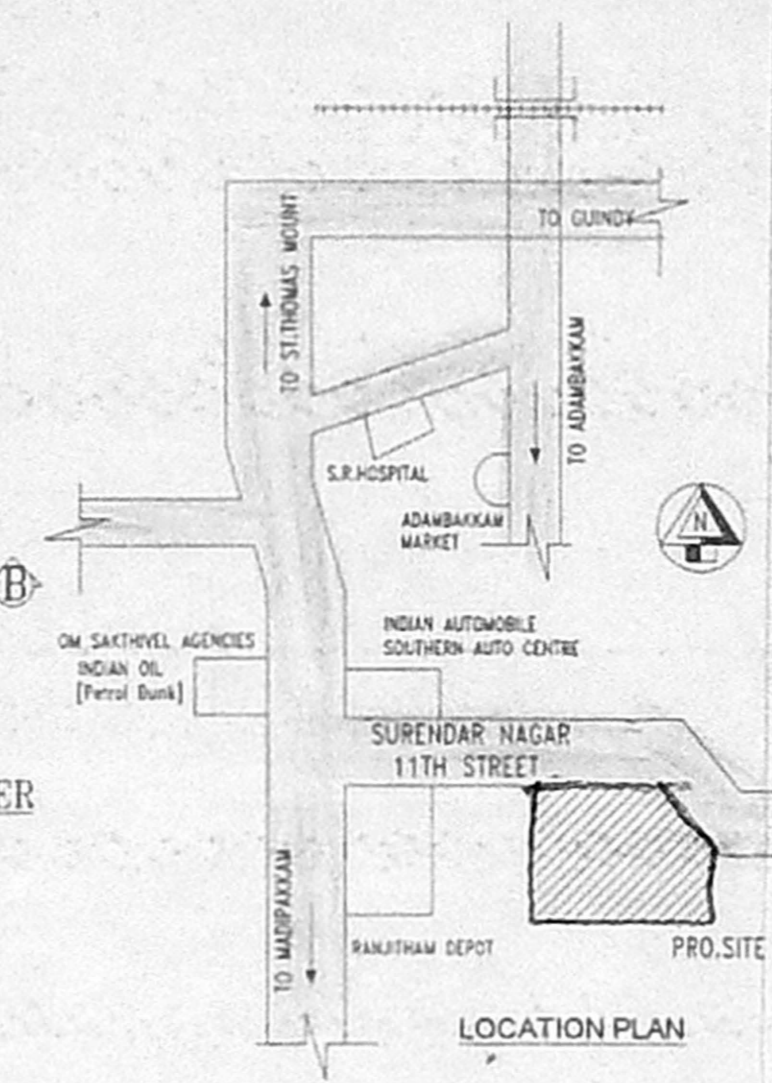 TO GUINDY
TO ST.THOMAS MOUNT
TO ADAMBAKKAM
S.R.HOSPITAL
ADAMBAKKAM
MARKET
N
B
INDIAN AUTOMOBILE
SOUTHERN AUTO CENTRE
OM SAKTHIVEL AGENCIES
INDIAN OIL
[Petrol Bunk]
SURENDAR NAGAR
11TH STREET
ER
TO MADIPAKKAM
RANJITHAM DEPOT
PRO.SITE
LOCATION PLAN